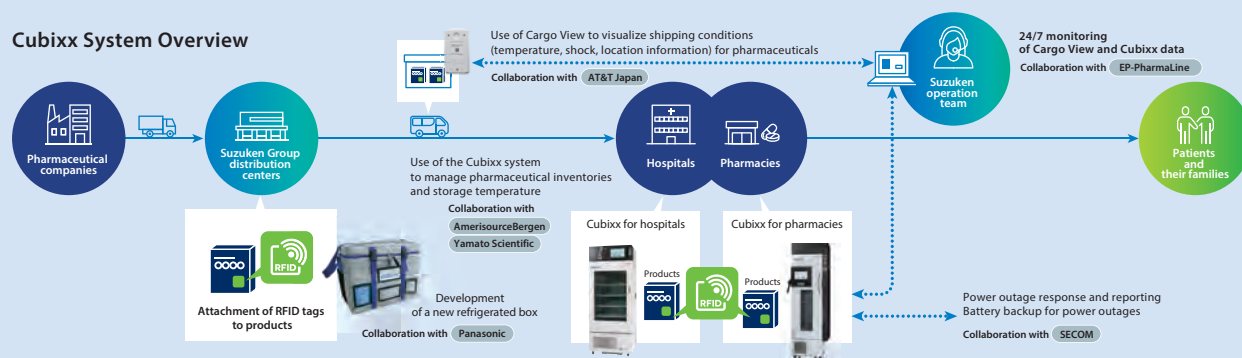 Cubixx System Overview
Use of Cargo View to visualize shipping conditions
(temperature, shock, location information) for pharmaceuticals
Collaboration with AT&T Japan
24/7 monitoring
of Cargo View and Cubixx data
Collaboration with EP-PharmaLine
Suzuken
operation
team
Pharmaceutical
companies
Suzuken Group
distribution
centers
Hospitals
Pharmacies
Patients
and
their families
Use of the Cubixx system
to manage pharmaceutical inventories
and storage temperature
Collaboration with
AmerisourceBergen
Yamato Scientific
RFID
Attachment of RFID tags
to products
Development
of a new refrigerated box
Collaboration with Panasonic
Cubixx for hospitals
Cubixx for pharmacies
Products
RFID
Products
Power outage response and reporting
Battery backup for power outages
Collaboration with SECOM